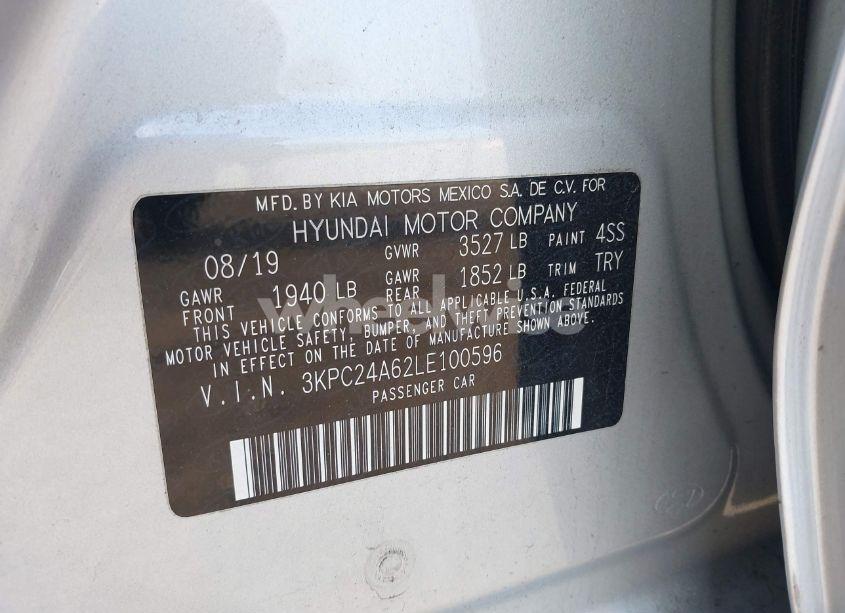 MFD. BY KIA MOTORS MEXICO S.A. DE C.V. FOR
HYUNDAI MOTOR COMPANY
08/19 GVWR 3527 LB PAINT 4SS
GAWR FRONT 1940 LB GAWR REAR 1852 LB TRIM TRY
THIS VEHICLE CONFORMS TO ALL APPLICABLE U.S.A. FEDERAL
MOTOR VEHICLE SAFETY, BUMPER, AND THEFT PREVENTION STANDARDS
IN EFFECT ON THE DATE OF MANUFACTURE SHOWN ABOVE.
V.I.N. 3KPC24A62LE100596
PASSENGER CAR